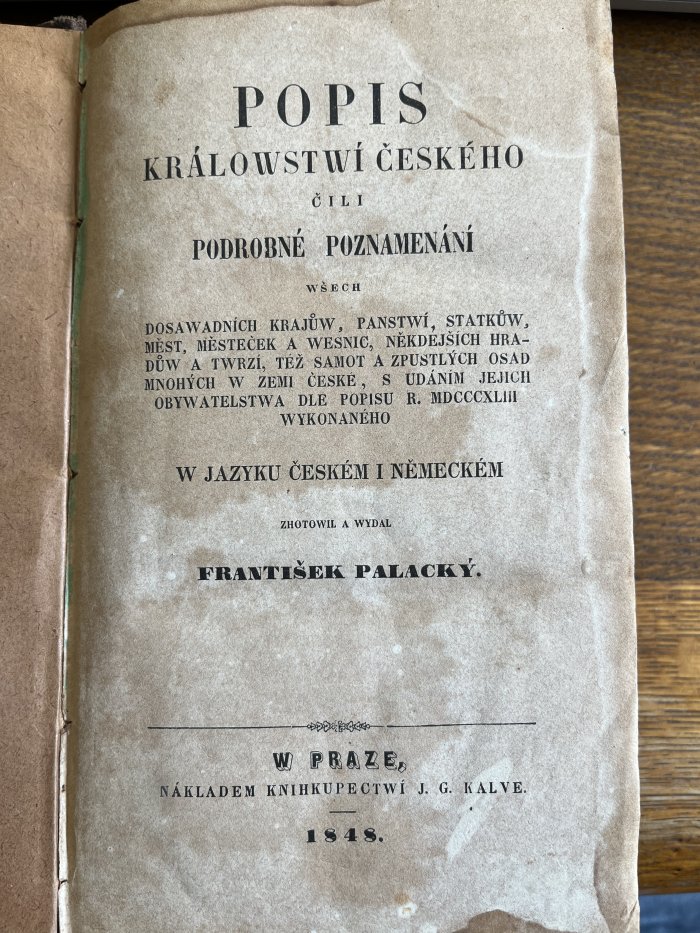 POPIS
KRÁLOWSTWÍ ČESKÉHO
ČILI
PODROBNÉ POZNAMENÁNÍ
WŠECH
DOSAWADNÍCH KRAJŮW, PANSTWÍ, STATKŮW,
MĚST, MĚSTEČEK A WESNIC, NĚKDEJŠÍCH HRA-
DŮW A TWRZÍ, TÉŽ SAMOT A ZPUSTLÝCH OSAD
MNOHÝCH W ZEMI ČESKÉ, S UDÁNÍM JEJICH
OBYWATELSTWA DLE POPISU R. MDCCCXLIII
WYKONANÉHO
W JAZYKU ČESKÉM I NĚMECKÉM
ZHOTOWIL A WYDAL
FRANTIŠEK PALACKÝ.
W PRAZE,
NÁKLADEM KNIHKUPECTWÍ J. G. KALVE.
1848.